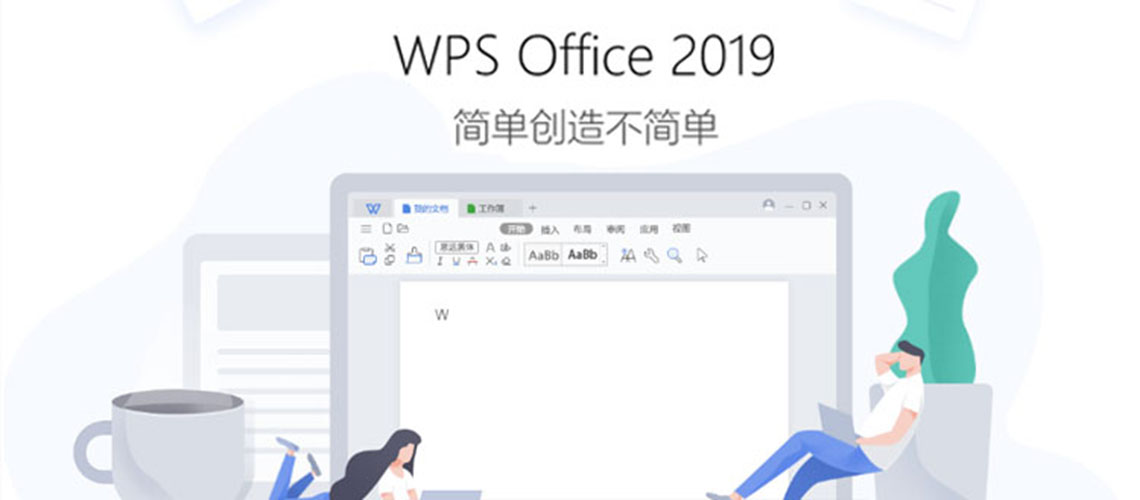 WPS Office 2019
简单创造不简单
我的文档 工作簿
开始 插入 布局 审阅 应用 视图
AaBb AaBb
W